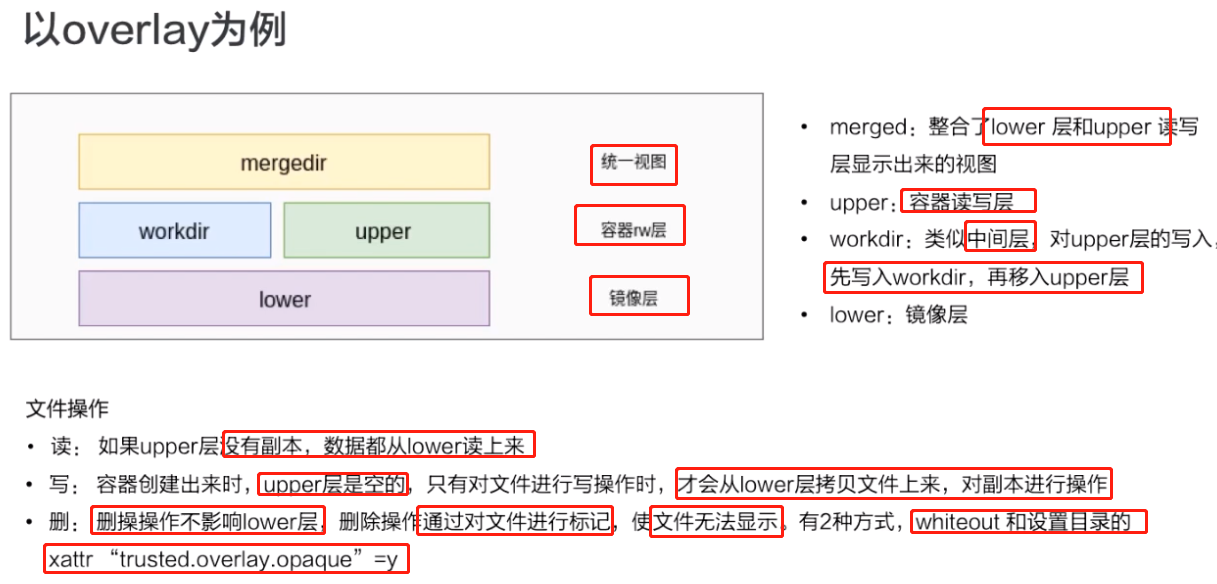 以overlay为例
mergedir
统一视图
workdir
upper
容器rw层
lower
镜像层
• merged：整合了lower 层和upper 读写
层显示出来的视图
• upper：容器读写层
• workdir：类似中间层，对upper层的写入，
先写入workdir，再移入upper层
• lower：镜像层
文件操作
• 读： 如果upper层没有副本，数据都从lower读上来
• 写： 容器创建出来时，upper层是空的，只有对文件进行写操作时，才会从lower层拷贝文件上来，对副本进行操作
• 删： 删操操作不影响lower层，删除操作通过对文件进行标记，使文件无法显示。有2种方式，whiteout 和设置目录的
xattr “trusted.overlay.opaque”=y